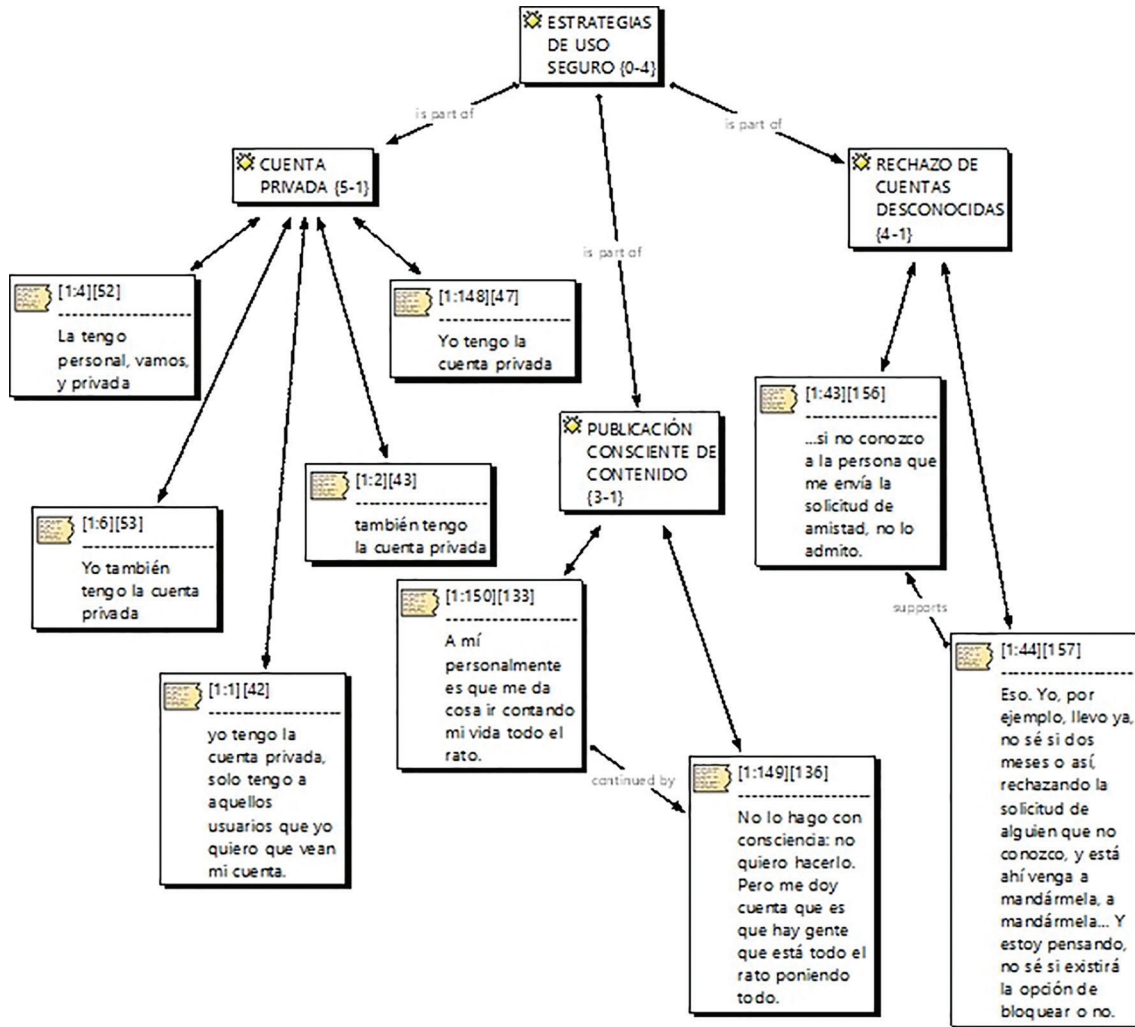 ESTRATEGIAS
DE USO
SEGURO {0-4}
is part of
is part of
is part of
CUENTA
PRIVADA {5-1}
RECHAZO DE
CUENTAS
DESCONOCIDAS
{4-1}
[1:4][52]
La tengo
personal, vamos,
y privada
[1:148][47]
Yo tengo la
cuenta privada
[1:6][53]
Yo también
tengo la cuenta
privada
[1:2][43]
también tengo
la cuenta privada
[1:1][42]
yo tengo la
cuenta privada,
solo tengo a
aquellos
usuarios que yo
quiero que vean
mi cuenta.
PUBLICACIÓN
CONSCIENTE DE
CONTENIDO
{3-1}
[1:150][133]
A mí
personalmente
es que me da
cosa ir contando
mi vida todo el
rato.
continued by
[1:149][136]
No lo hago con
consciencia: no
quiero hacerlo.
Pero me doy
cuenta que es
que hay gente
que está todo el
rato poniendo
todo.
[1:43][156]
...si no conozco
a la persona que
me envía la
solicitud de
amistad, no lo
admito.
supports
[1:44][157]
Eso. Yo, por
ejemplo, llevo ya,
no sé si dos
meses o así,
rechazando la
solicitud de
alguien que no
conozco, y está
ahí venga a
mandármela, a
mandármela... Y
estoy pensando,
no sé si existirá
la opción de
bloquear o no.